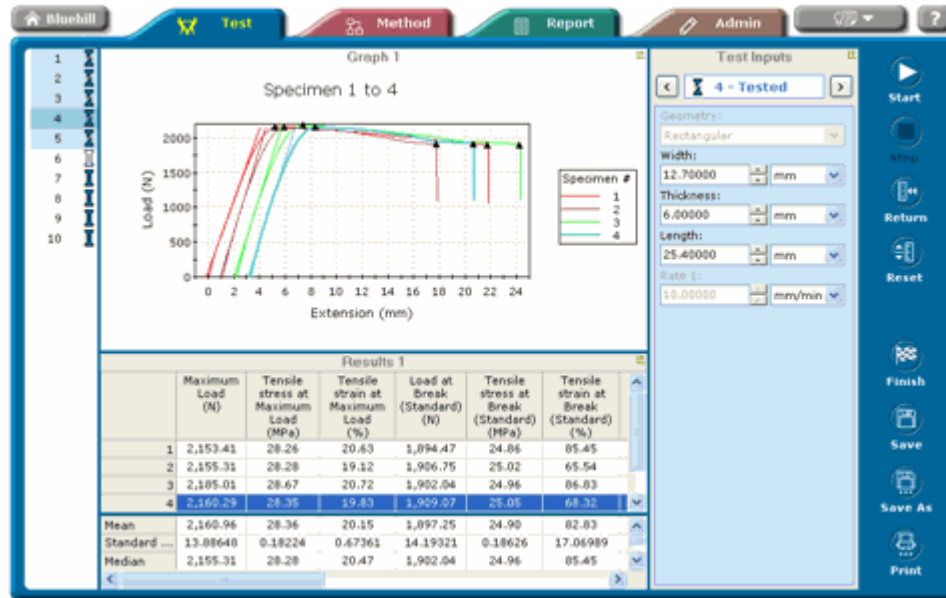 Bluehill
Test
Method
Report
Admin
?
1
2
3
4
5
6
7
8
9
10
Graph 1
Specimen 1 to 4
Load (N)
2000
1500
1000
500
0
0 2 4 6 8 10 12 14 16 18 20 22 24
Extension (mm)
Specimen #
1
2
3
4
Results 1
Maximum Load (N) Tensile stress at Maximum Load (MPa) Tensile strain at Maximum Load (%) Load at Break (Standard) (N) Tensile stress at Break (Standard) (MPa) Tensile strain at Break (Standard) (%)
1 2,153.41 28.26 20.63 1,894.47 24.86 85.45
2 2,155.31 28.28 19.12 1,906.75 25.02 65.54
3 2,185.01 28.67 20.72 1,902.04 24.96 86.83
4 2,160.29 28.35 19.83 1,909.07 25.05 68.32
Mean 2,160.96 28.36 20.15 1,897.25 24.90 82.83
Standard ... 13.88648 0.18224 0.67361 14.19321 0.18626 17.06989
Median 2,155.31 28.28 20.47 1,902.04 24.96 85.45
Test Inputs
4 - Tested
Geometry:
Rectangular
Width:
12.70000 mm
Thickness:
6.00000 mm
Length:
25.40000 mm
Rate 1:
10.00000 mm/min
Start
Stop
Return
Reset
Finish
Save
Save As
Print